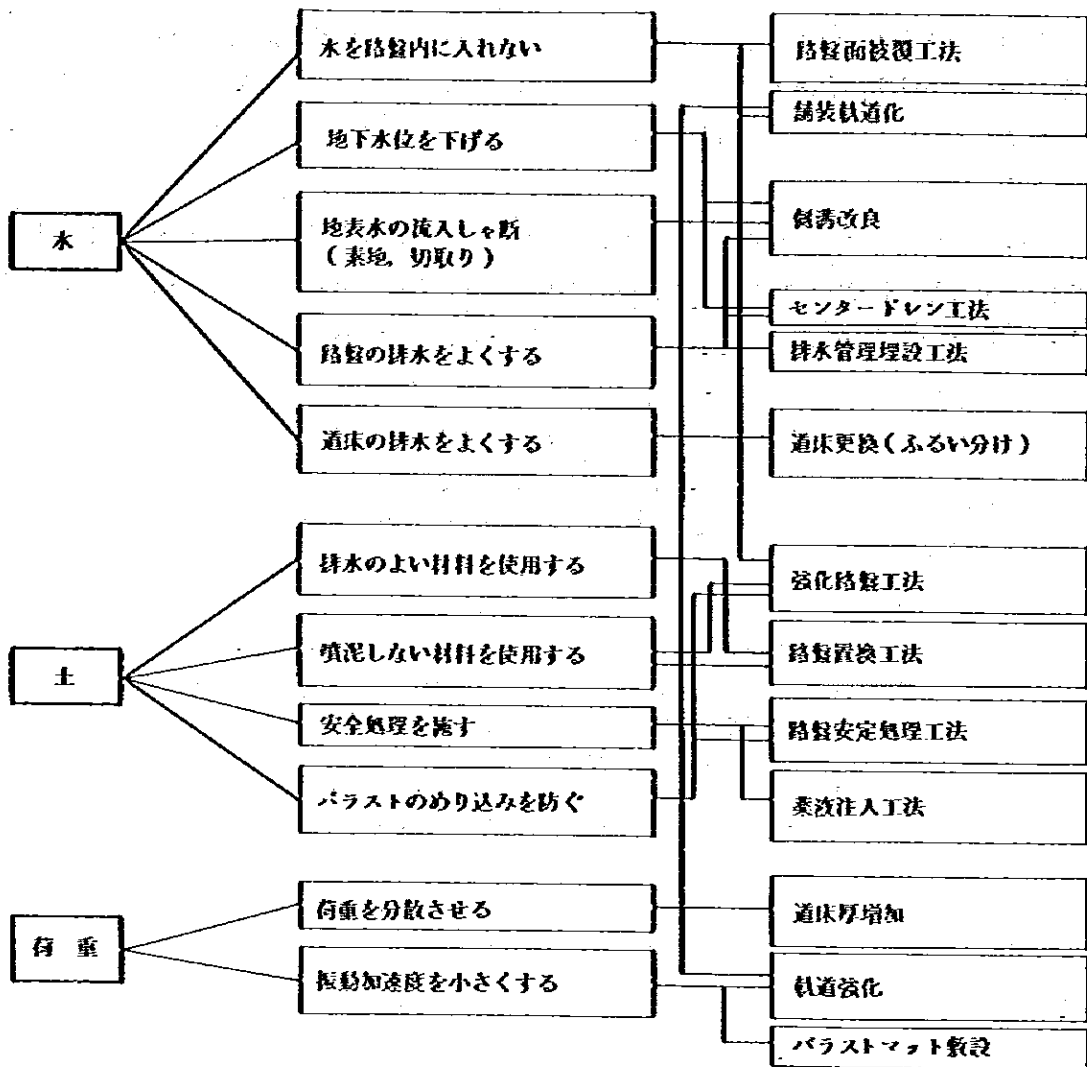 水
土
荷重
水を路盤内に入れない
地下水位を下げる
地表水の流入しゃ断
(素地，切取り)
路盤の排水をよくする
道床の排水をよくする
排水のよい材料を使用する
噴泥しない材料を使用する
安全処理を施す
バラストのめり込みを防ぐ
荷重を分散させる
振動加速度を小さくする
路盤面被覆工法
舗装軌道化
側溝改良
センタードレン工法
排水管理埋設工法
道床更換(ふるい分け)
強化路盤工法
路盤置換工法
路盤安定処理工法
薬液注入工法
道床厚増加
軌道強化
バラストマット敷設